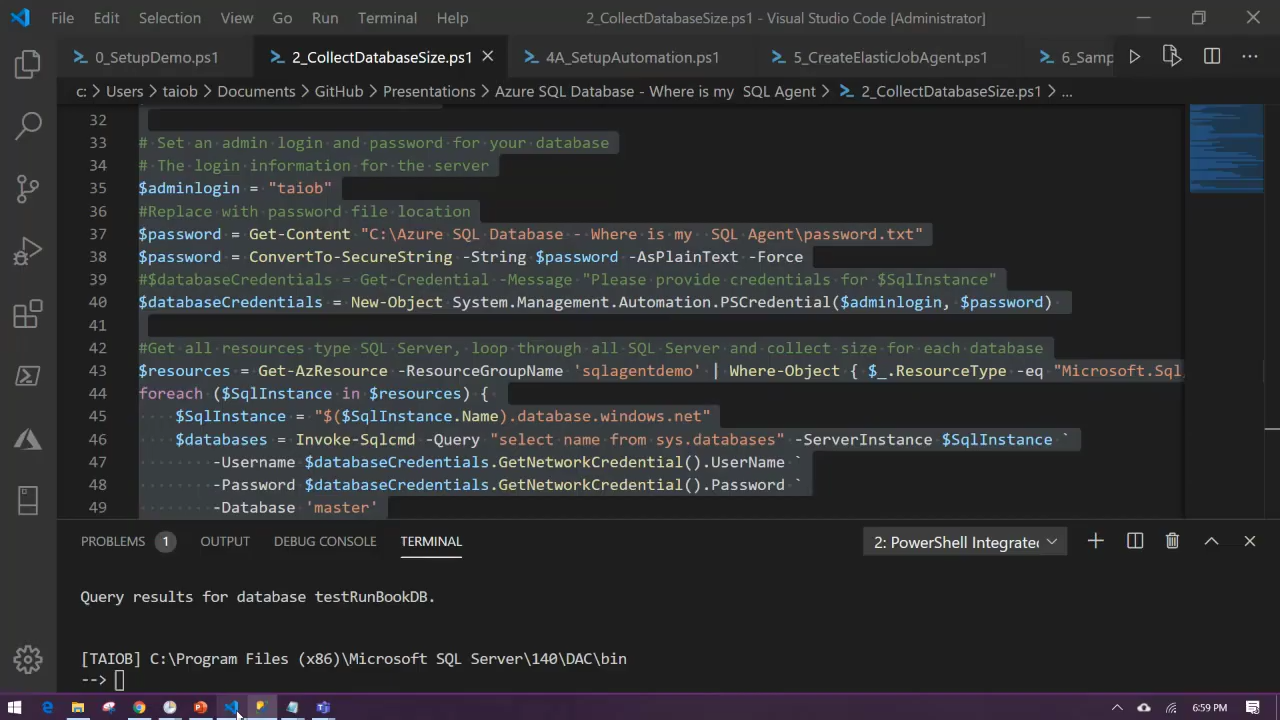 File Edit Selection View Go Run Terminal Help 2_CollectDatabaseSize.ps1 - Visual Studio Code [Administrator]
0_SetupDemo.ps1 2_CollectDatabaseSize.ps1 4A_SetupAutomation.ps1 5_CreateElasticJobAgent.ps1 6_Samp
c: > Users > taiob > Documents > GitHub > Presentations > Azure SQL Database - Where is my SQL Agent > 2_CollectDatabaseSize.ps1 > ...
32
33 # Set an admin login and password for your database
34 # The login information for the server
35 $adminlogin = "taiob"
36 #Replace with password file location
37 $password = Get-Content "C:\Azure SQL Database - Where is my  SQL Agent\password.txt"
38 $password = ConvertTo-SecureString -String $password -AsPlainText -Force
39 #$databaseCredentials = Get-Credential -Message "Please provide credentials for $SqlInstance"
40 $databaseCredentials = New-Object System.Management.Automation.PSCredential($adminlogin, $password)
41
42 #Get all resources type SQL Server, loop through all SQL Server and collect size for each database
43 $resources = Get-AzResource -ResourceGroupName 'sqlagentdemo' | Where-Object { $_.ResourceType -eq "Microsoft.Sql
44 foreach ($SqlInstance in $resources) {
45 $SqlInstance = "$($SqlInstance.Name).database.windows.net"
46 $databases = Invoke-Sqlcmd -Query "select name from sys.databases" -ServerInstance $SqlInstance `
47 -Username $databaseCredentials.GetNetworkCredential().UserName `
48 -Password $databaseCredentials.GetNetworkCredential().Password `
49 -Database 'master'
PROBLEMS 1 OUTPUT DEBUG CONSOLE TERMINAL 2: PowerShell Integrate
Query results for database testRunBookDB.
[TAIOB] C:\Program Files (x86)\Microsoft SQL Server\140\DAC\bin
-->
6:59 PM